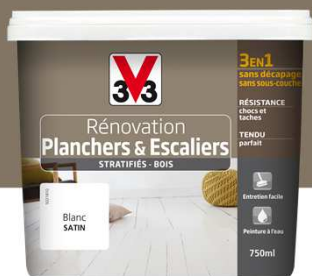 V
33
Rénovation
Planchers & Escaliers
STRATIFIÉS - BOIS
Blanc
SATIN
3EN1
sans décapage
sans sous-couche
RÉSISTANCE
chocs et
taches
TENDU
parfait
Entretien facile
Peinture à l'eau
750ml